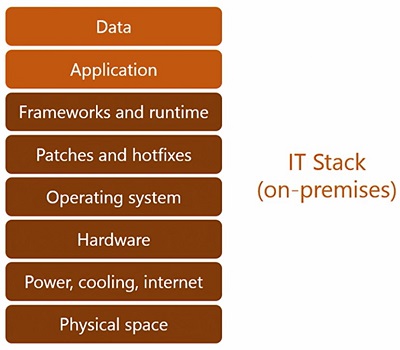 Data
Application
Frameworks and runtime
Patches and hotfixes
Operating system
Hardware
Power, cooling, internet
Physical space
IT Stack
(on-premises)